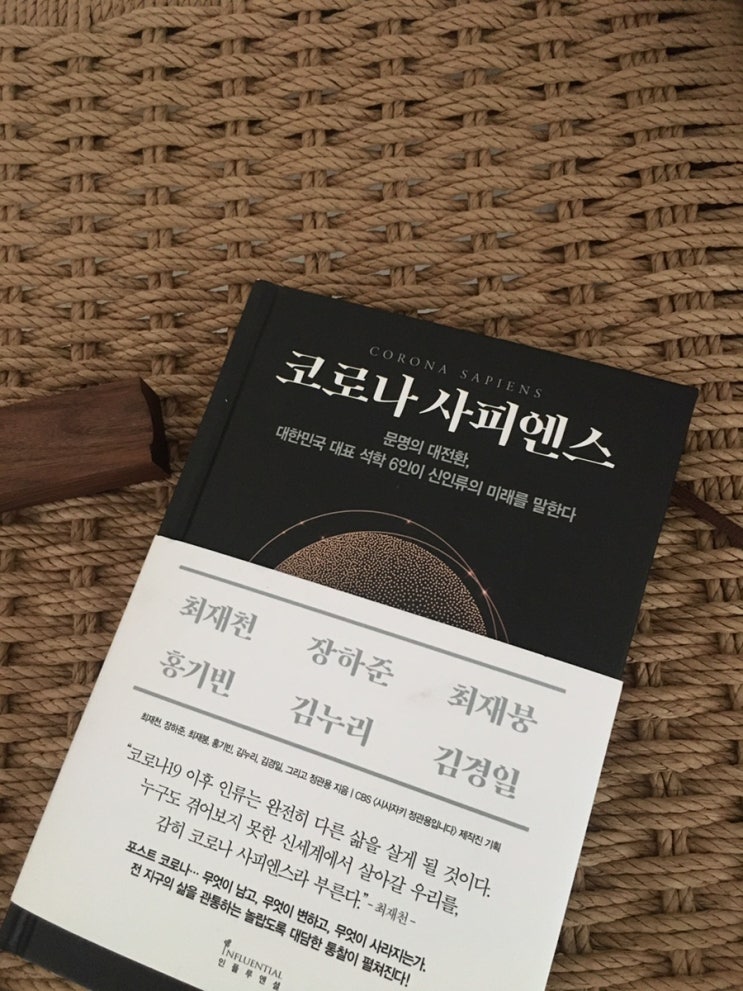 CORONA SAPIENS
코로나 사피엔스
문명의 대전환,
대한민국 대표 석학 6인이 신인류의 미래를 말한다
최재천 장하준 최재붕
홍기빈 김누리 김경일
최재천, 장하준, 최재붕, 홍기빈, 김누리, 김경일, 그리고 정관용 지음 | CBS <시사자키 정관용입니다> 제작진 기획
“코로나19 이후 인류는 완전히 다른 삶을 살게 될 것이다.
누구도 겪어보지 못한 신세계에서 살아갈 우리를,
감히 코로나 사피엔스라 부른다.” -최재천-
포스트 코로나… 무엇이 남고, 무엇이 변하고, 무엇이 사라지는가.
전 지구의 삶을 관통하는 놀랍도록 대담한 통찰이 펼쳐진다!
INFLUENTIAL
인플루엔셜